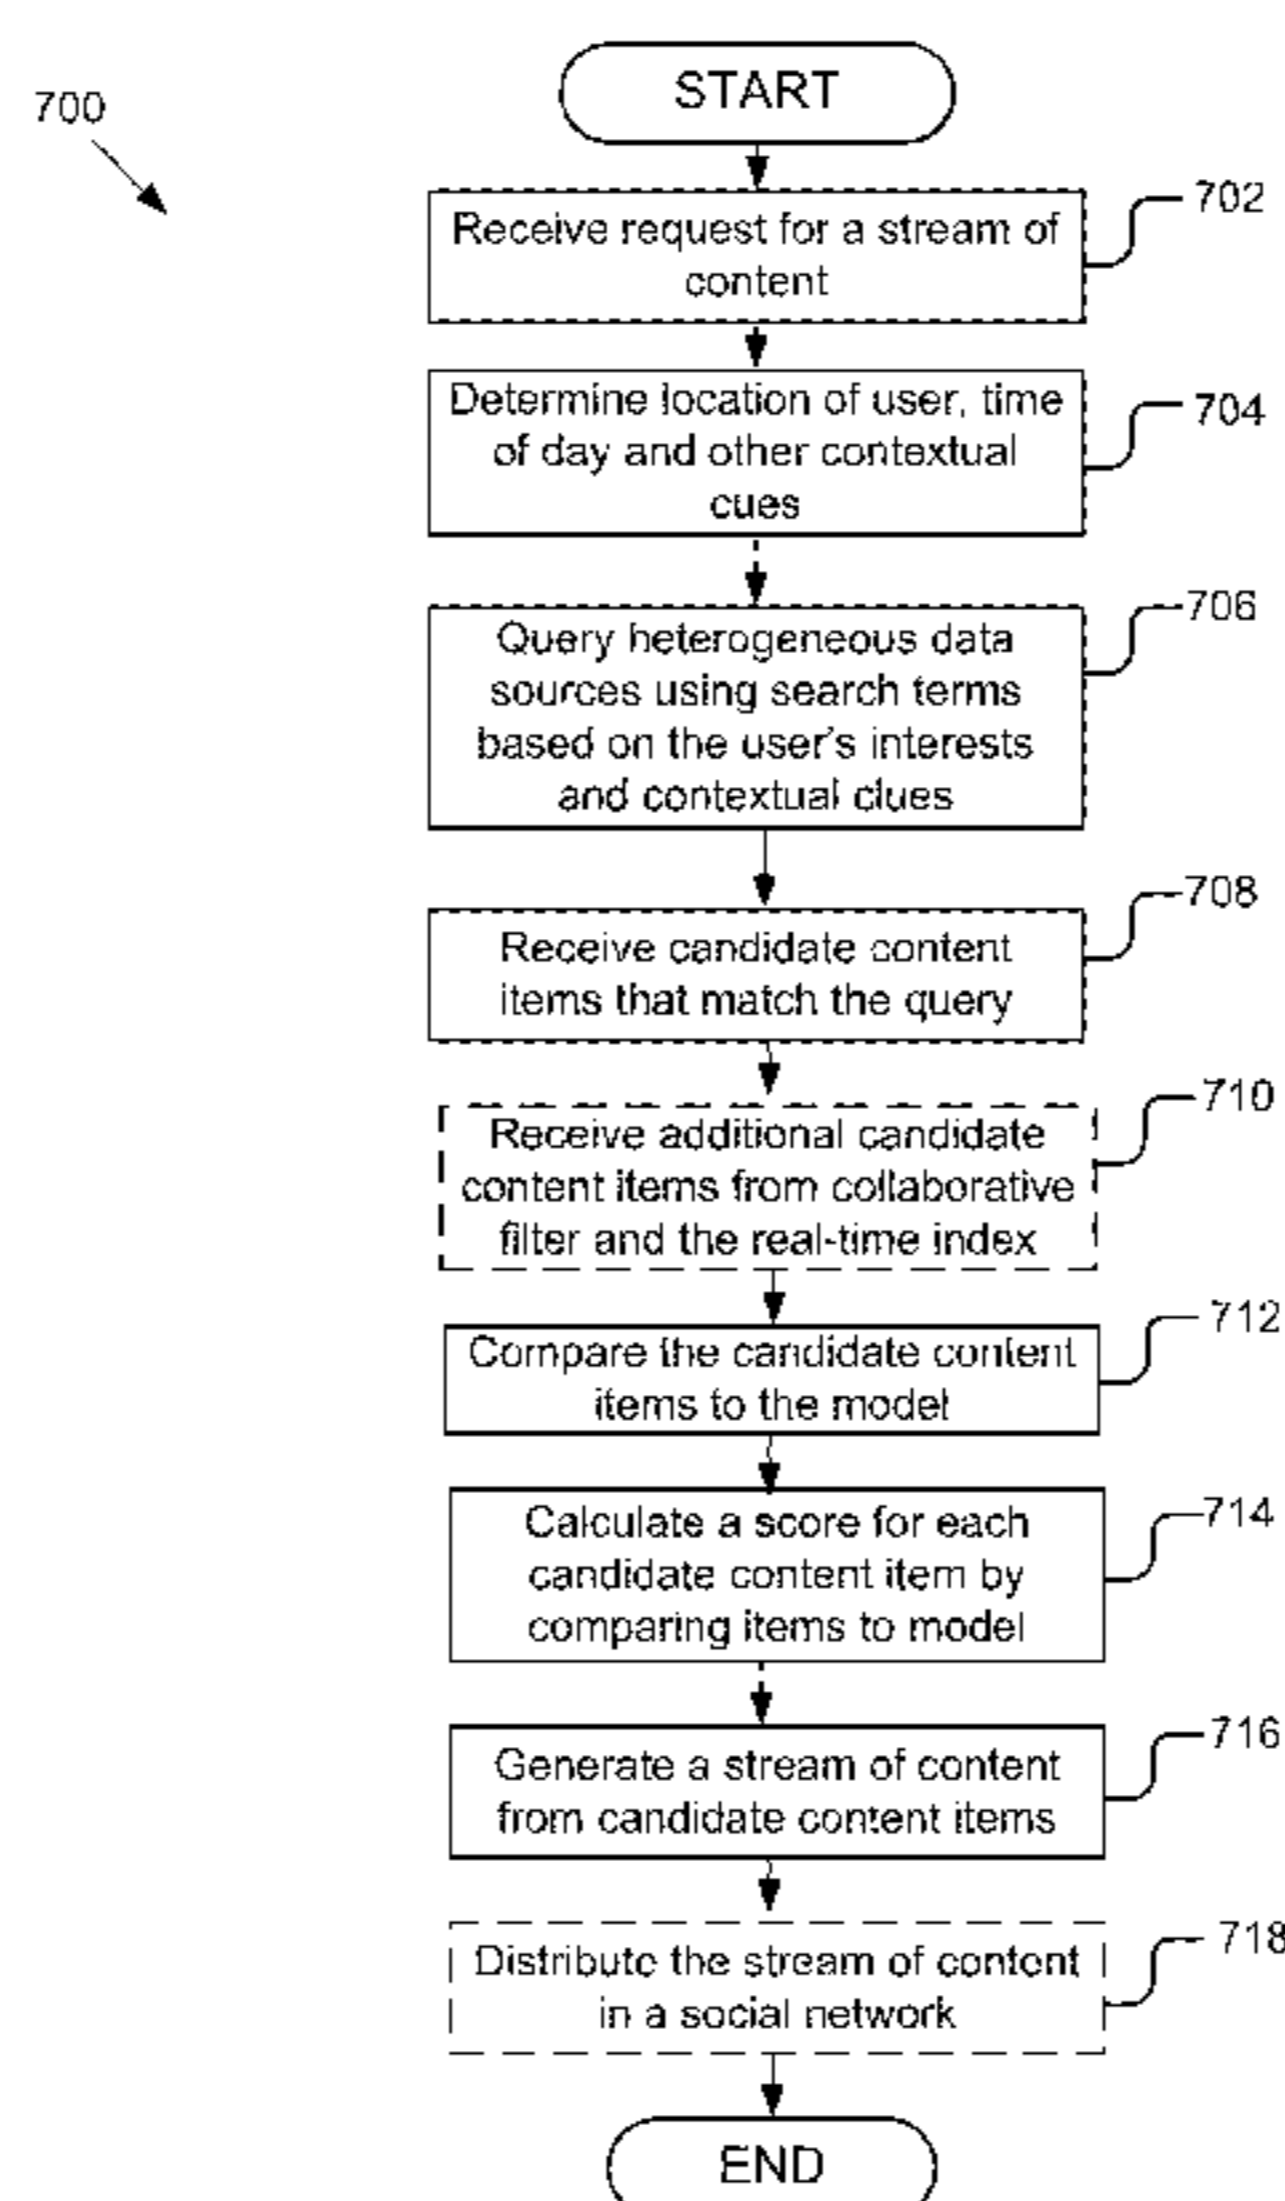 700
START
702
Receive request for a stream of
content
704
Determine location of user, time
of day and other contextual
cues
706
Query heterogeneous data
sources using search terms
based on the user's interests
and contextual clues
708
Receive candidate content
items that match the query
710
Receive additional candidate
content items from collaborative
filter and the real-time index
712
Compare the candidate content
items to the model
714
Calculate a score for each
candidate content item by
comparing items to model
716
Generate a stream of content
from candidate content items
718
Distribute the stream of content
in a social network
END